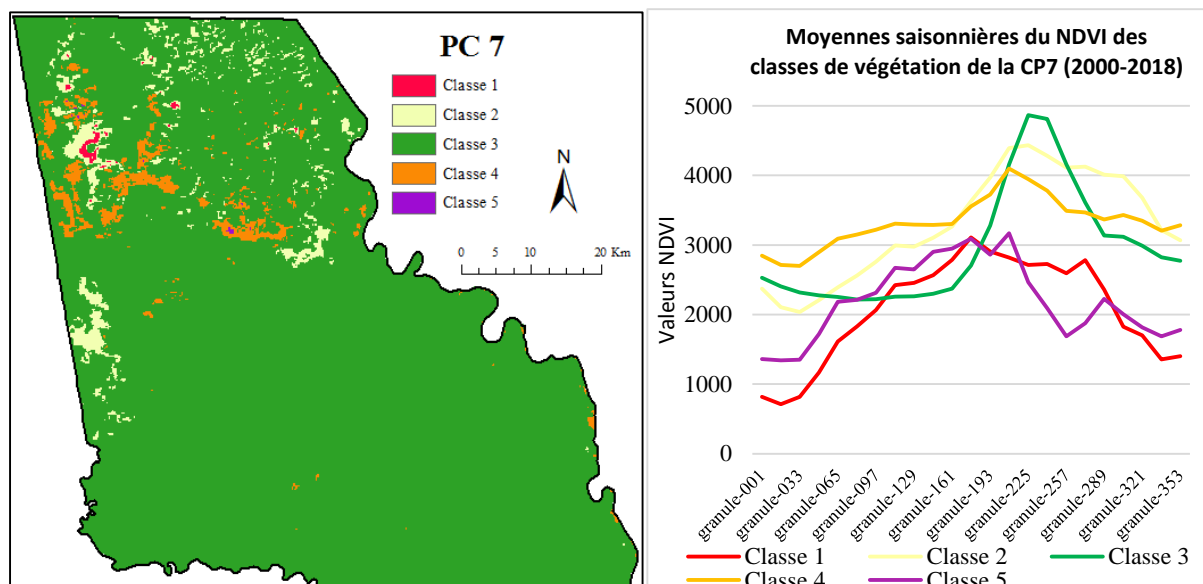 PC 7
Classe 1
Classe 2
Classe 3
Classe 4
Classe 5
N
0 5 10 20 Km
Moyennes saisonnières du NDVI des
classes de végétation de la CP7 (2000-2018)
Valeurs NDVI
5000
4000
3000
2000
1000
0
granule-001
granule-033
granule-065
granule-097
granule-129
granule-161
granule-193
granule-225
granule-257
granule-289
granule-321
granule-353
Classe 1 Classe 2 Classe 3
Classe 4 Classe 5